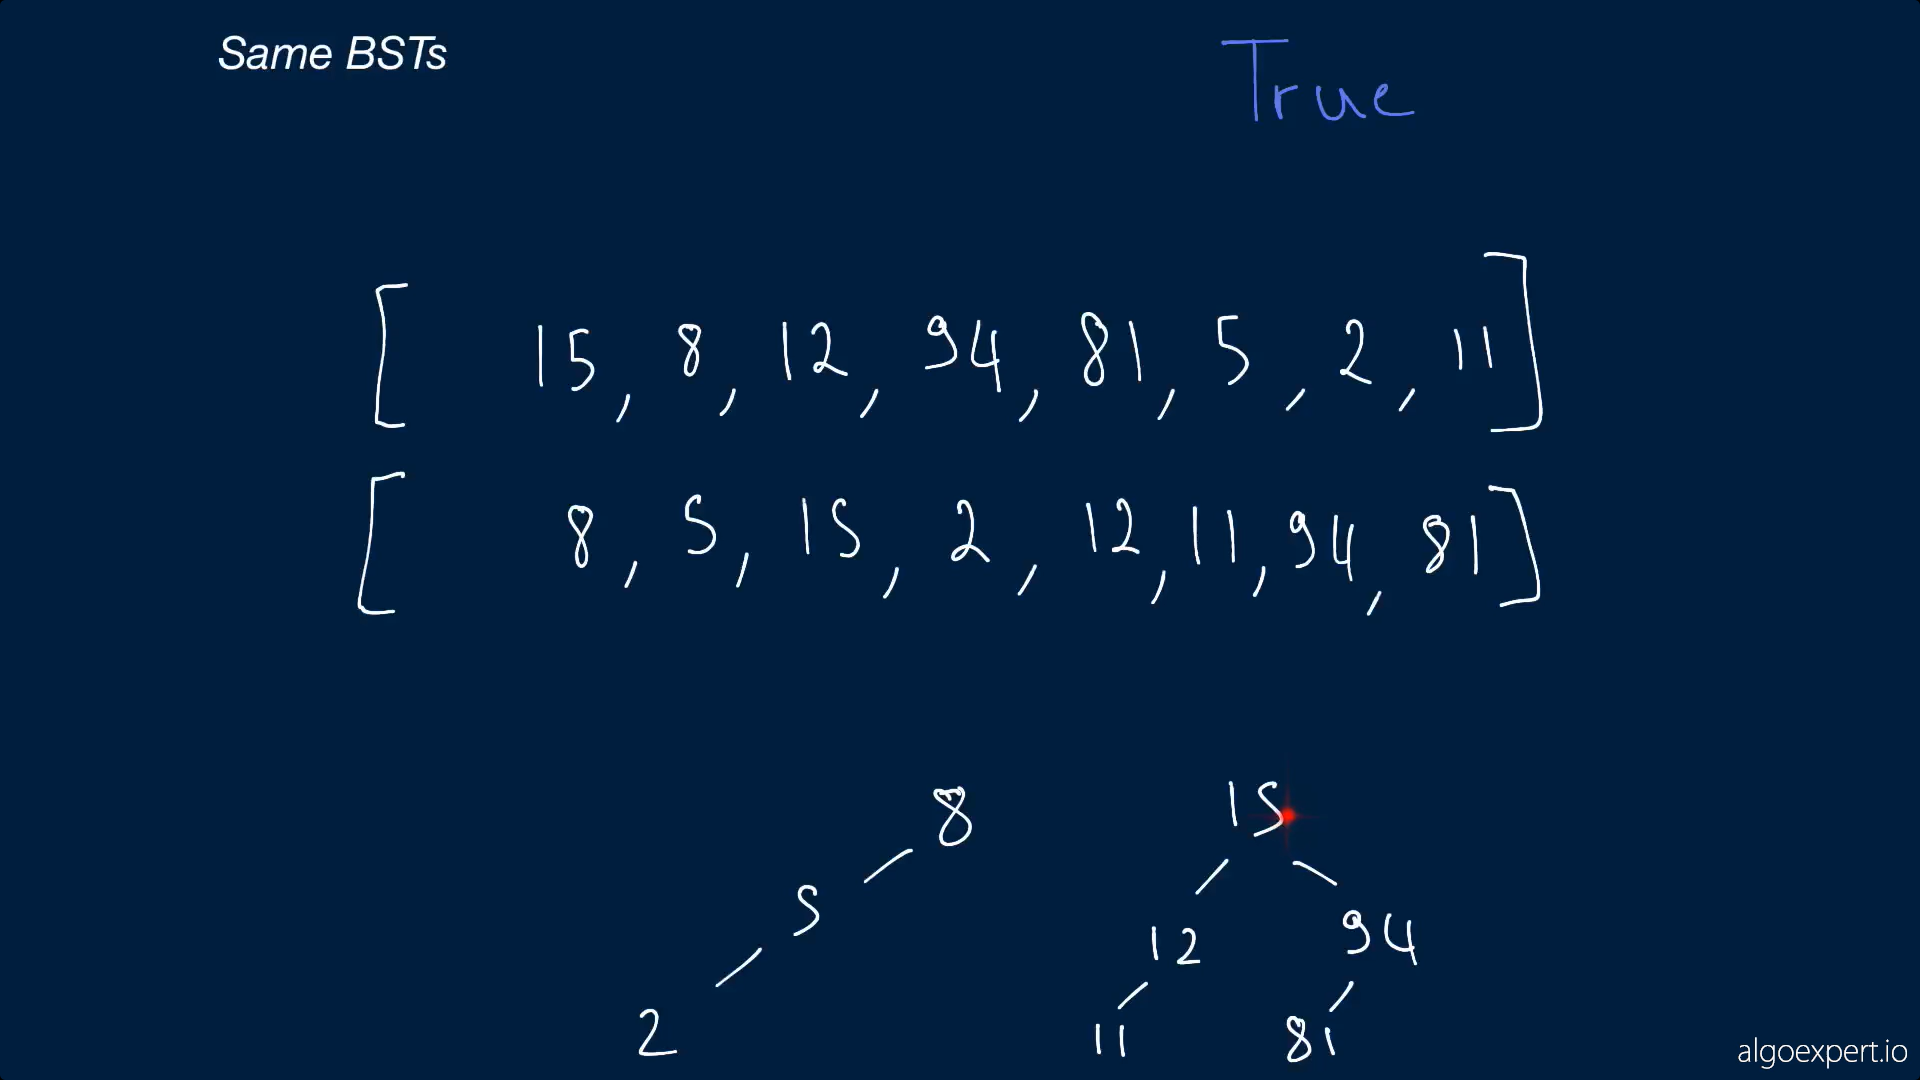 Same BSTs
True
[ 15, 8, 12, 94, 81, 5, 2, 11 ]
[ 8, 5, 15, 2, 12, 11, 94, 81 ]
8 15
5 12 94
2 11 81
algoexpert.io